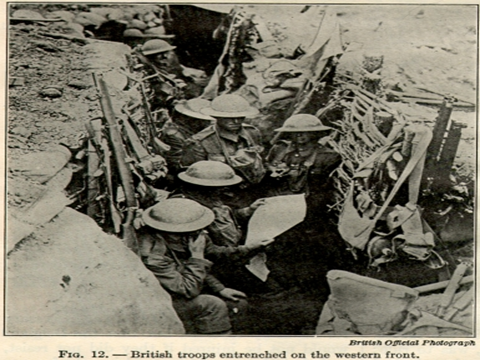 British Official Photograph
FIG. 12. — British troops entrenched on the western front.